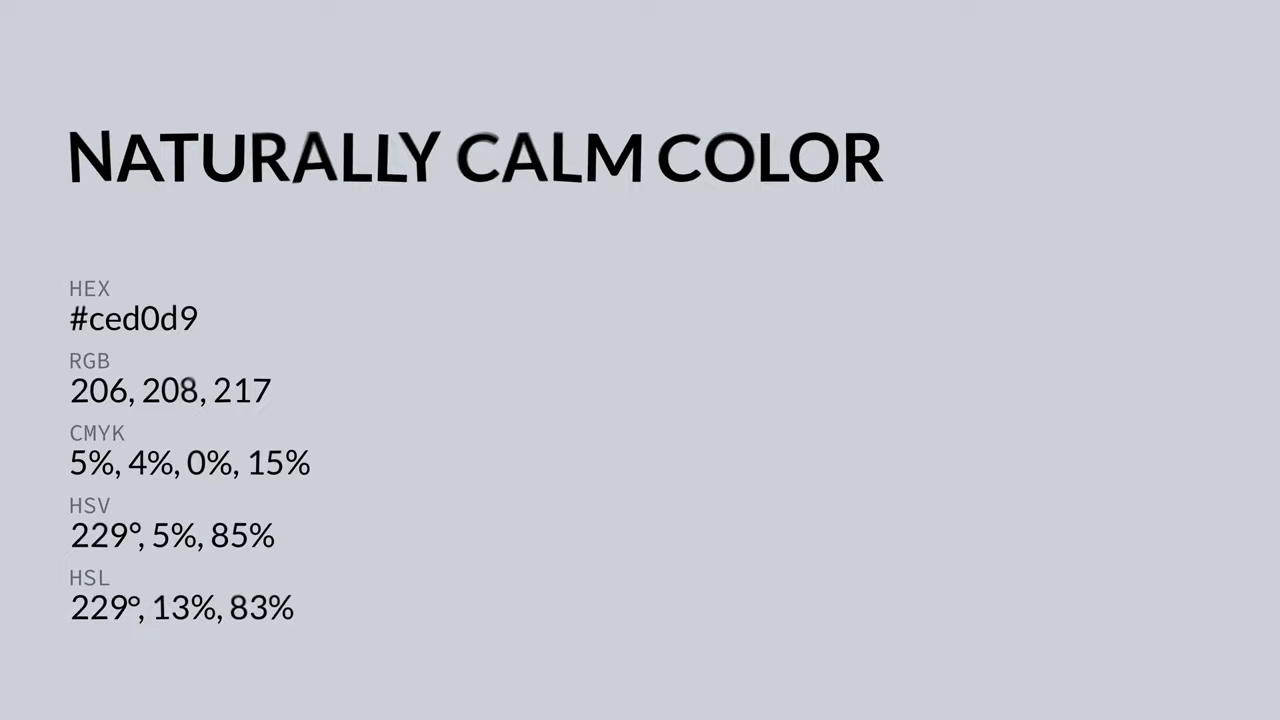 NATURALLY CALM COLOR
HEX
#ced0d9
RGB
206, 208, 217
CMYK
5%, 4%, 0%, 15%
HSV
229°, 5%, 85%
HSL
229°, 13%, 83%